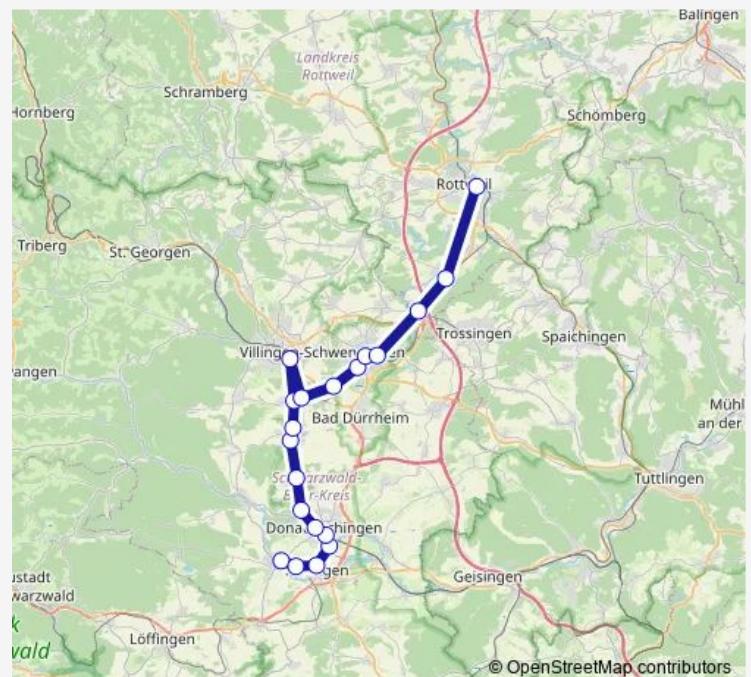 Balingen
Landkreis
Rottweil
Schramberg
Hornberg
Schömberg
Rottweil
Triberg
St. Georgen
Trossingen
Spaichingen
Villingen-Schwenningen
wangen
Bad Dürrheim
Mühl
an der
Schwarzwald-
Baar-Kreis
Tuttlingen
Donaueschingen
ustadt
warzwald
Geisingen
k
wald
Löffingen
© OpenStreetMap contributors